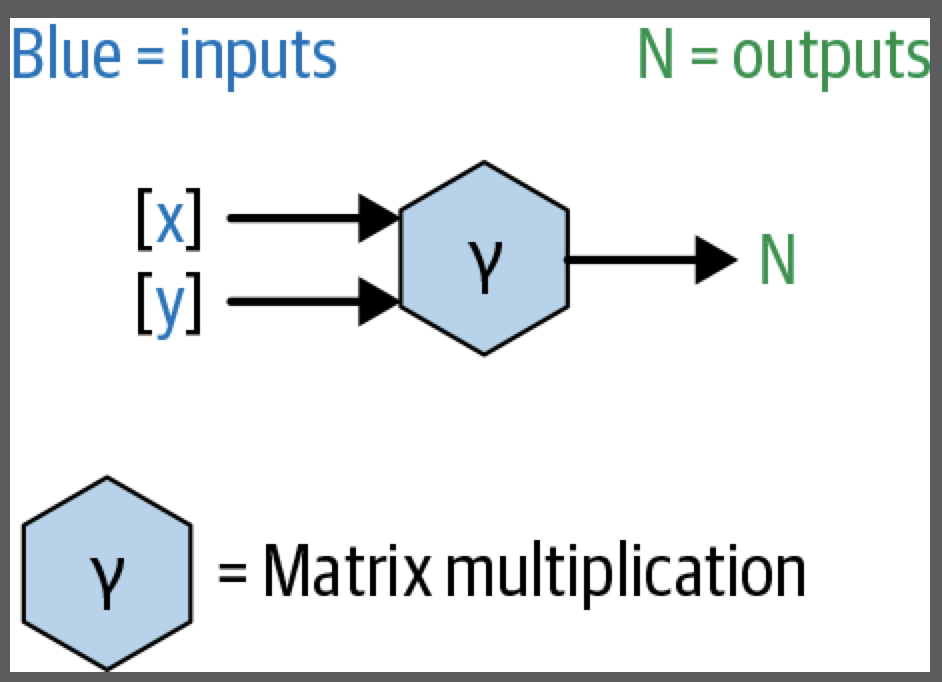 Blue = inputs
N = outputs
[x]
[y]
γ
N
γ
= Matrix multiplication